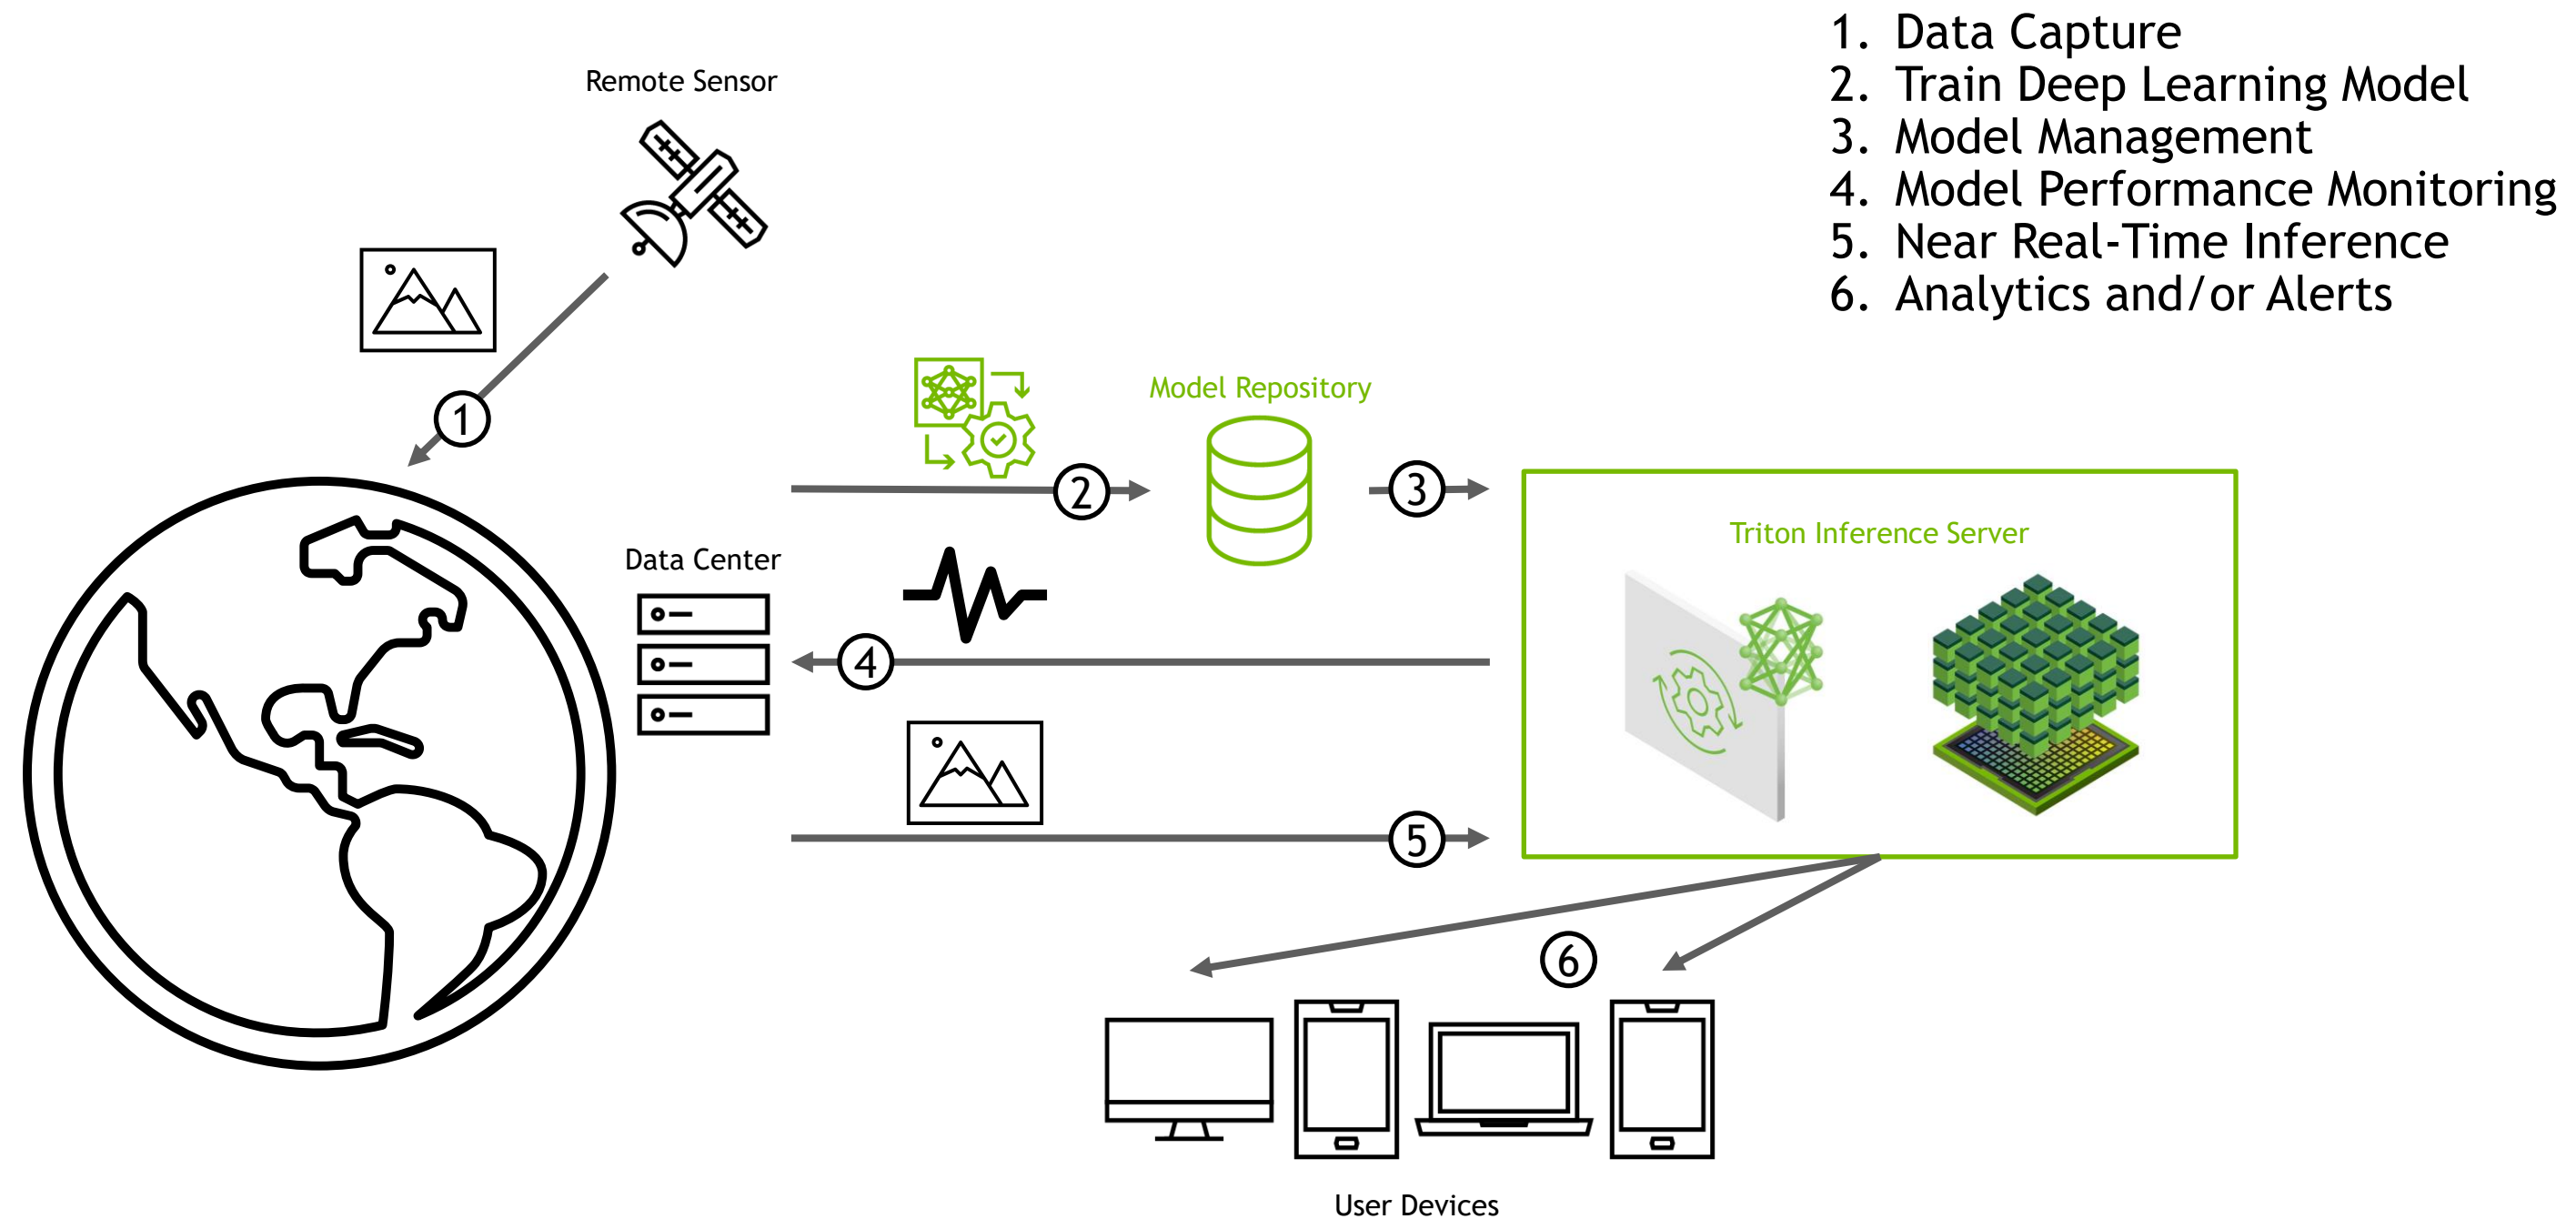 1. Data Capture
2. Train Deep Learning Model
3. Model Management
4. Model Performance Monitoring
5. Near Real-Time Inference
6. Analytics and/or Alerts
Remote Sensor
1
Model Repository
2
3
Triton Inference Server
Data Center
4
5
6
User Devices